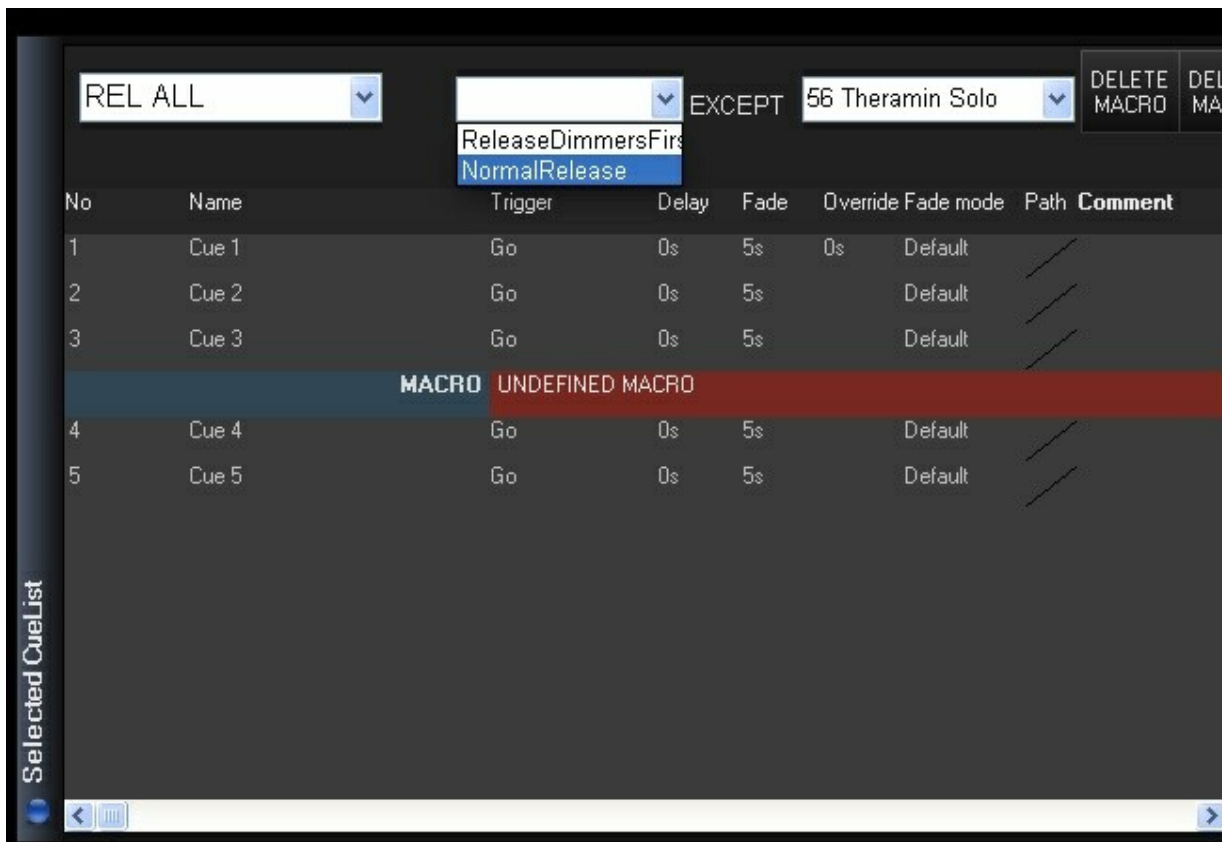 REL ALL
EXCEPT
56 Theramin Solo
DELETE MACRO
DEL MA
ReleaseDimmersFirs
NormalRelease
No Name Trigger Delay Fade Override Fade mode Path Comment
1 Cue 1 Go 0s 5s 0s Default
2 Cue 2 Go 0s 5s Default
3 Cue 3 Go 0s 5s Default
MACRO UNDEFINED MACRO
4 Cue 4 Go 0s 5s Default
5 Cue 5 Go 0s 5s Default
Selected CueList